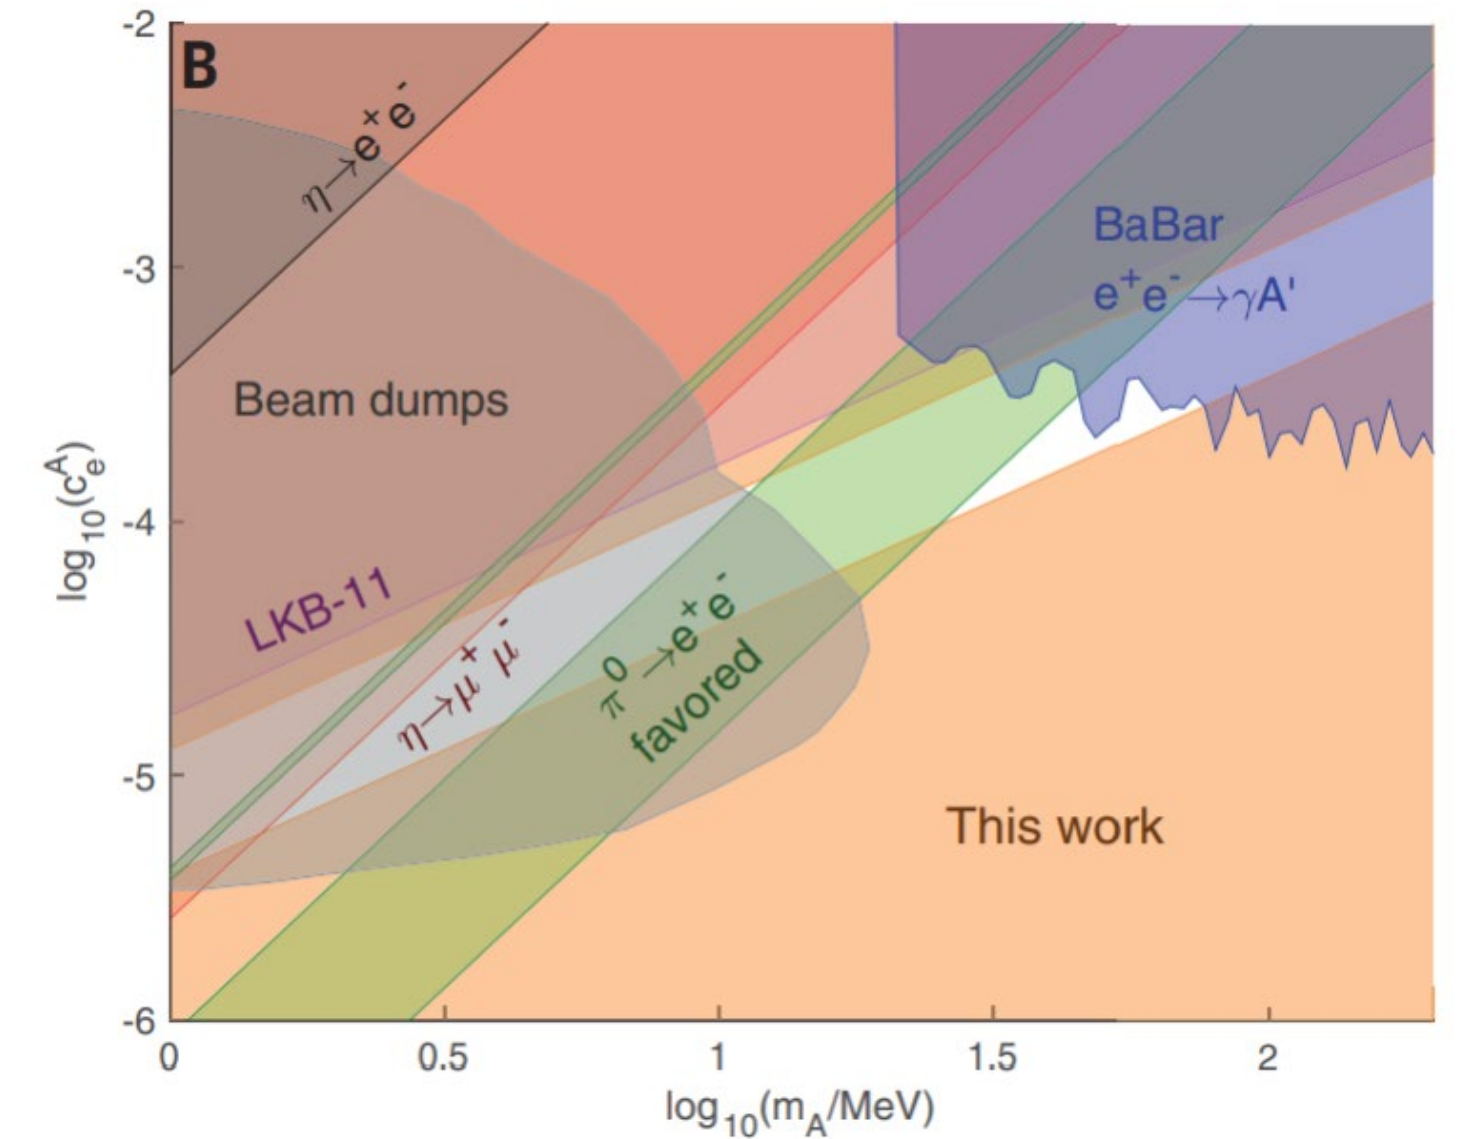 B
-2
-3
-4
-5
-6
log10(c_e^A)
η→e+e-
Beam dumps
LKB-11
η→μ+μ-
π0→e+e-
favored
BaBar
e+e-→γA'
This work
0
0.5
1
1.5
2
log10(mA/MeV)